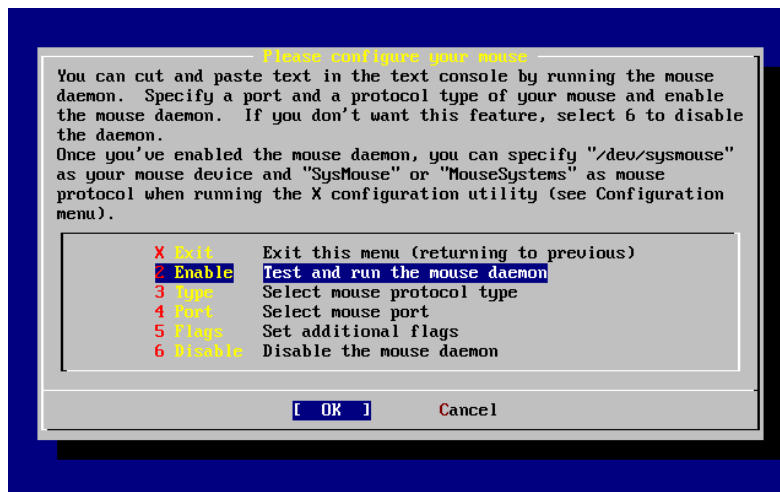 Please configure your mouse
You can cut and paste text in the text console by running the mouse
daemon.  Specify a port and a protocol type of your mouse and enable
the mouse daemon.  If you don't want this feature, select 6 to disable
the daemon.
Once you've enabled the mouse daemon, you can specify "/dev/sysmouse"
as your mouse device and "SysMouse" or "MouseSystems" as mouse
protocol when running the X configuration utility (see Configuration
menu).
X Exit Exit this menu (returning to previous)
2 Enable Test and run the mouse daemon
3 Type Select mouse protocol type
4 Port Select mouse port
5 Flags Set additional flags
6 Disable Disable the mouse daemon
[ OK ] Cancel